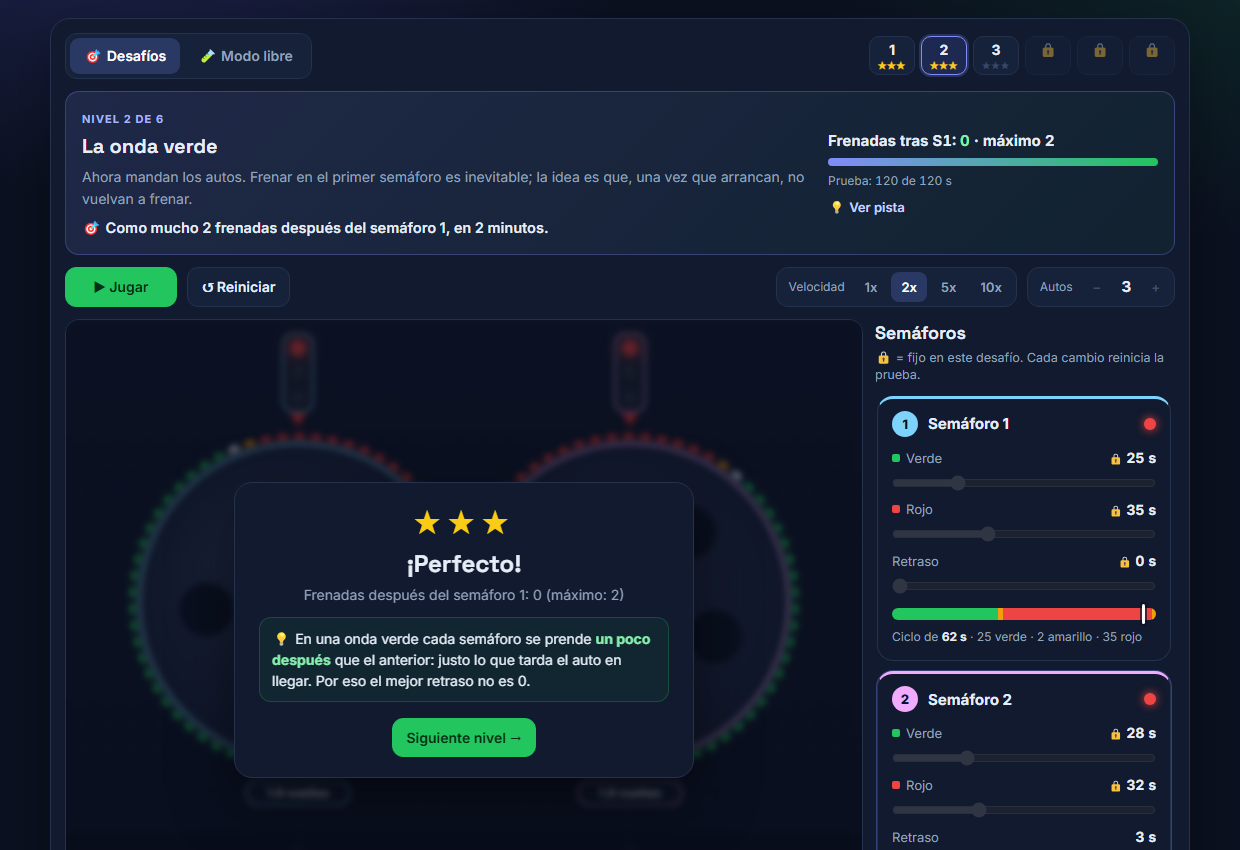 Desafíos
Modo libre
1
2
3
NIVEL 2 DE 6
La onda verde
Ahora mandan los autos. Frenar en el primer semáforo es inevitable; la idea es que, una vez que arrancan, no
vuelvan a frenar.
Como mucho 2 frenadas después del semáforo 1, en 2 minutos.
Frenadas tras S1: 0 · máximo 2
Prueba: 120 de 120 s
Ver pista
Jugar
Reiniciar
Velocidad 1x 2x 5x 10x
Autos − 3 +
Semáforos
= fijo en este desafío. Cada cambio reinicia la
prueba.
1 Semáforo 1
Verde 25 s
Rojo 35 s
Retraso 0 s
Ciclo de 62 s · 25 verde · 2 amarillo · 35 rojo
2 Semáforo 2
Verde 28 s
Rojo 32 s
Retraso 3 s
¡Perfecto!
Frenadas después del semáforo 1: 0 (máximo: 2)
En una onda verde cada semáforo se prende un poco
después que el anterior: justo lo que tarda el auto en
llegar. Por eso el mejor retraso no es 0.
Siguiente nivel →